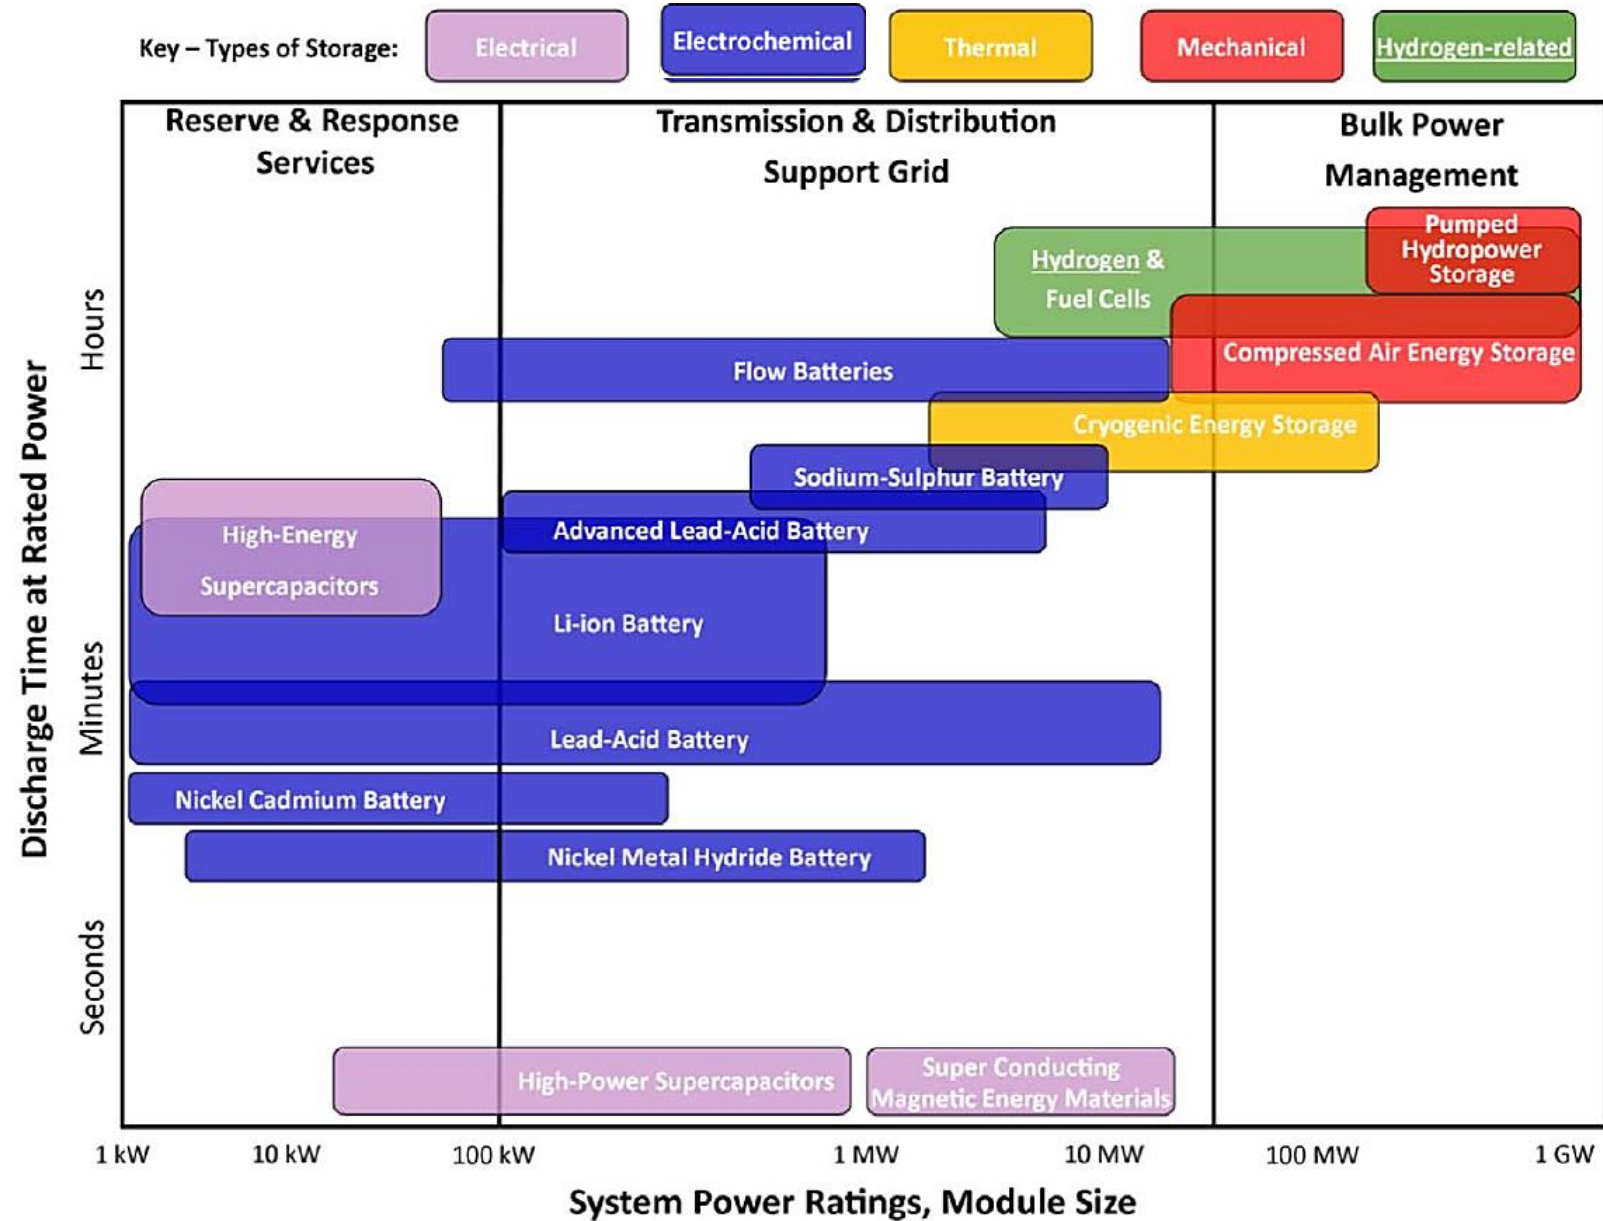 Key – Types of Storage:
Electrical
Electrochemical
Thermal
Mechanical
Hydrogen-related
Reserve & Response
Services
Transmission & Distribution
Support Grid
Bulk Power
Management
Pumped
Hydropower
Storage
Hydrogen &
Fuel Cells
Compressed Air Energy Storage
Flow Batteries
Cryogenic Energy Storage
Sodium-Sulphur Battery
Advanced Lead-Acid Battery
High-Energy
Supercapacitors
Li-ion Battery
Lead-Acid Battery
Nickel Cadmium Battery
Nickel Metal Hydride Battery
High-Power Supercapacitors
Super Conducting
Magnetic Energy Materials
Discharge Time at Rated Power
Hours
Minutes
Seconds
1 kW
10 kW
100 kW
1 MW
10 MW
100 MW
1 GW
System Power Ratings, Module Size